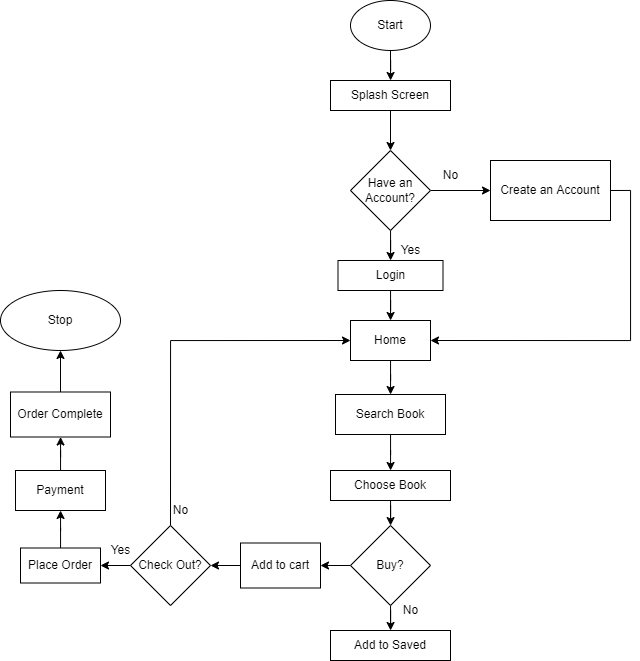 Start
Splash Screen
Have an
Account?
No
Create an Account
Yes
Login
Stop
Home
Order Complete
Search Book
Payment
Choose Book
No
Place Order
Yes
Check Out?
Add to cart
Buy?
No
Add to Saved